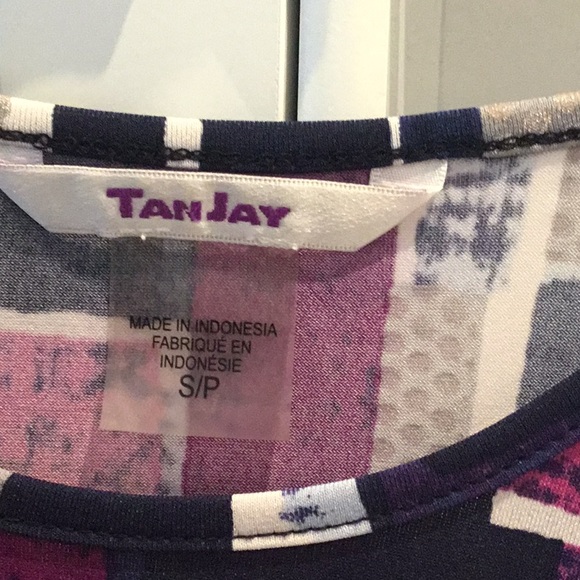 TANJAY
MADE IN INDONESIA
FABRIQUÉ EN
INDONÉSIE
S/P